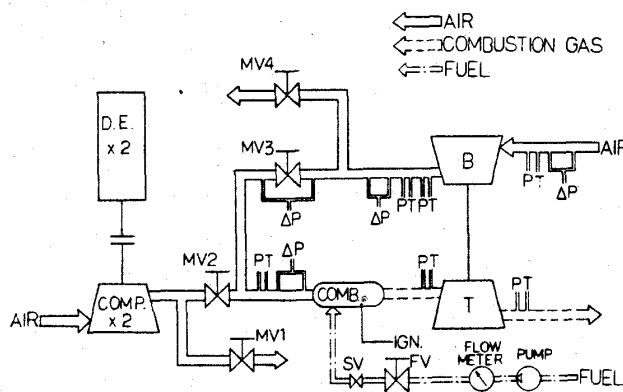 AIR
COMBUSTION GAS
FUEL
MV4
D.E.
x 2
MV3
B
AIR
PT
ΔP
ΔP
ΔP
PT PT
MV2
PT
ΔP
PT
PT
COMP.
x 2
COMB.
T
AIR
MV1
IGN.
SV
FV
FLOW
METER
PUMP
FUEL